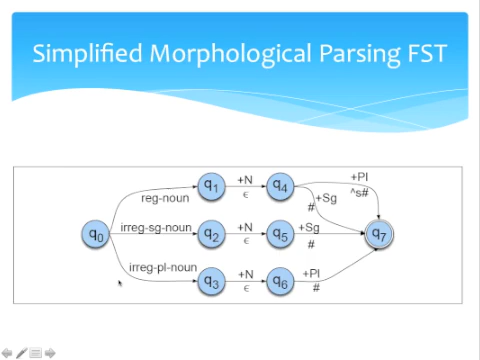 Simplified Morphological Parsing FST
+Pl
^s#
q1
+N
ϵ
q4
+Sg
#
reg-noun
q0
irreg-sg-noun
q2
+N
ϵ
q5
+Sg
#
q7
irreg-pl-noun
q3
+N
ϵ
q6
+Pl
#